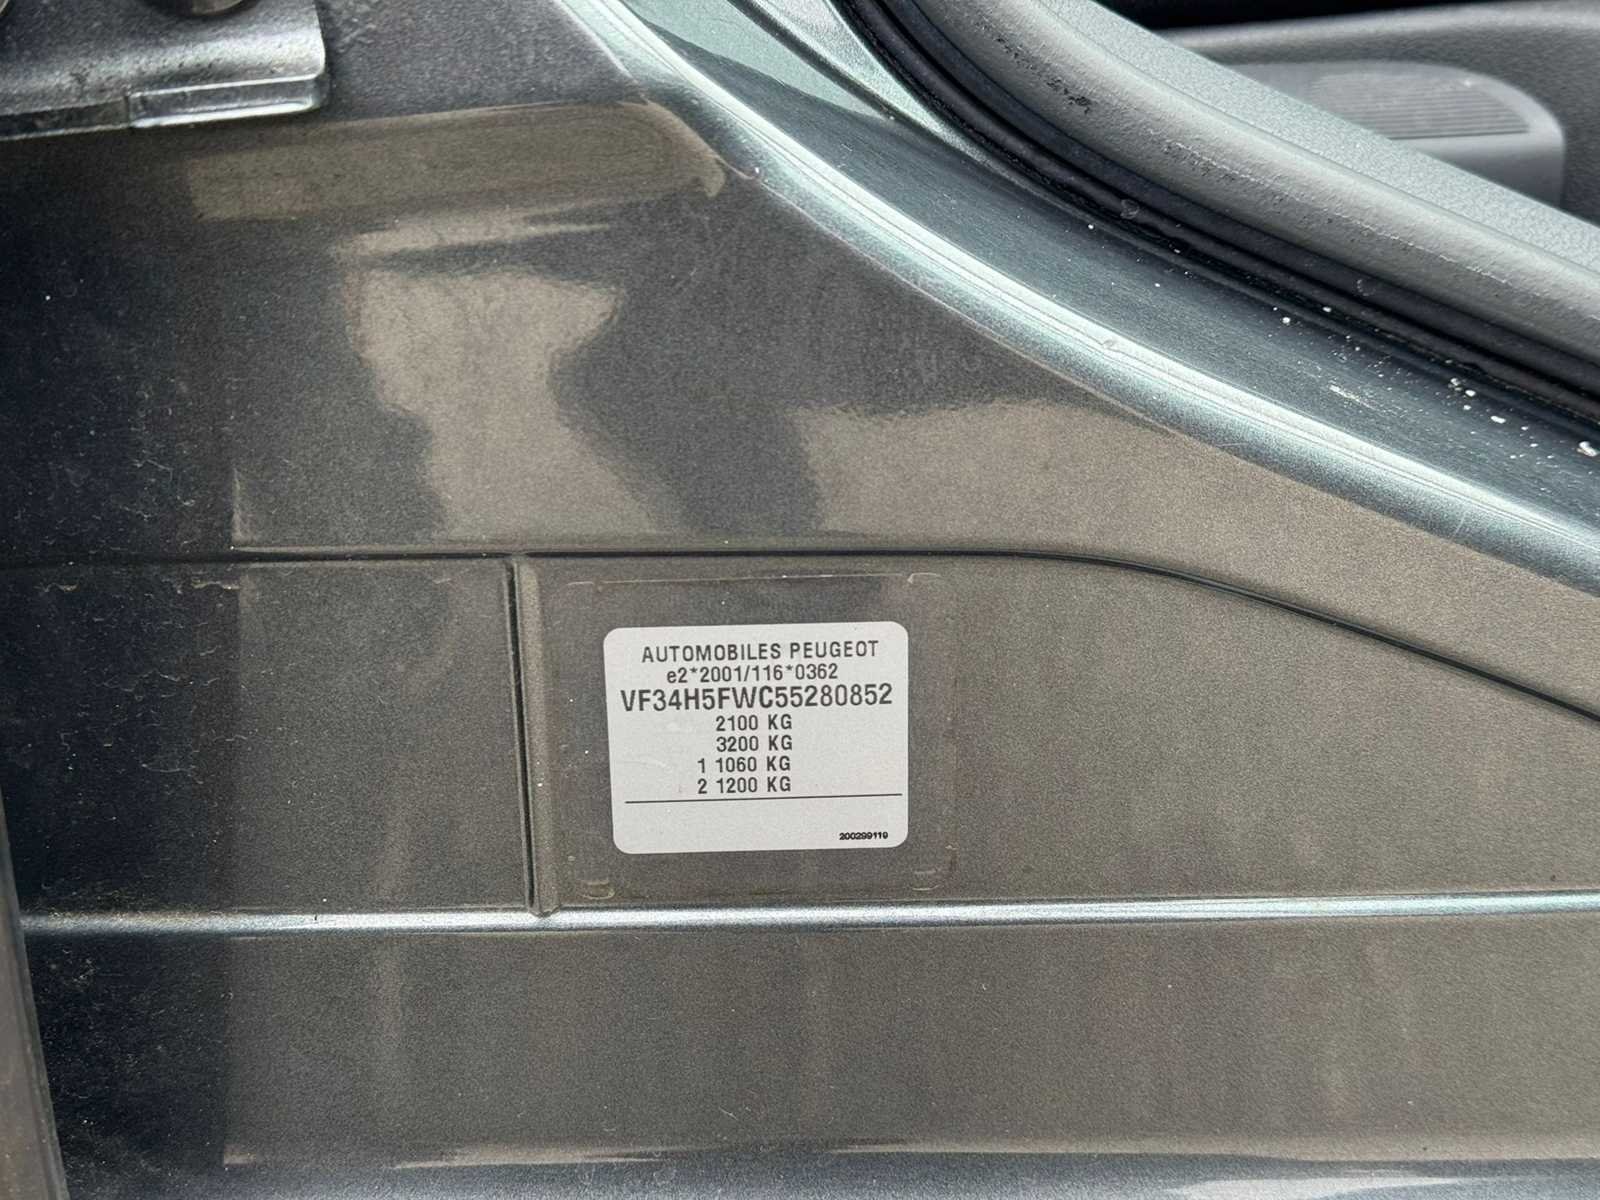 AUTOMOBILES PEUGEOT
e2*2001/116*0362
VF34H5FWC55280852
2100 KG
3200 KG
1 1060 KG
2 1200 KG
200299119